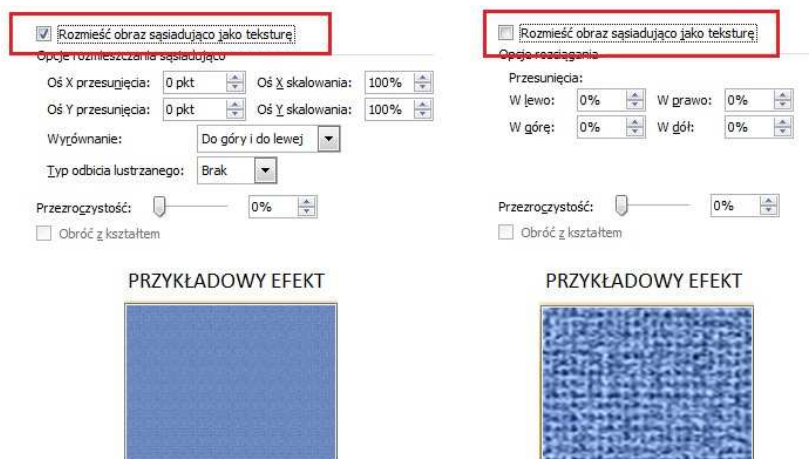 Rozmieść obraz sąsiadująco jako teksturę
Opcje rozmieszczania sąsiadująco
Oś X przesunięcia: 0 pkt Oś X skalowania: 100%
Oś Y przesunięcia: 0 pkt Oś Y skalowania: 100%
Wyrównanie: Do góry i do lewej
Typ odbicia lustrzanego: Brak
Przezroczystość: 0%
Obróć z kształtem
PRZYKŁADOWY EFEKT
Rozmieść obraz sąsiadująco jako teksturę
Opcje rozciągania
Przesunięcia:
W lewo: 0% W prawo: 0%
W górę: 0% W dół: 0%
Przezroczystość: 0%
Obróć z kształtem
PRZYKŁADOWY EFEKT